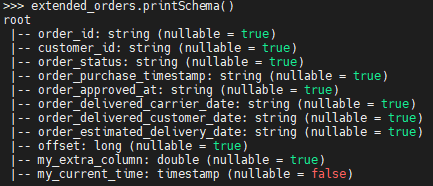 >>> extended_orders.printSchema()
root
 |-- order_id: string (nullable = true)
 |-- customer_id: string (nullable = true)
 |-- order_status: string (nullable = true)
 |-- order_purchase_timestamp: string (nullable = true)
 |-- order_approved_at: string (nullable = true)
 |-- order_delivered_carrier_date: string (nullable = true)
 |-- order_delivered_customer_date: string (nullable = true)
 |-- order_estimated_delivery_date: string (nullable = true)
 |-- offset: long (nullable = true)
 |-- my_extra_column: double (nullable = true)
 |-- my_current_time: timestamp (nullable = false)